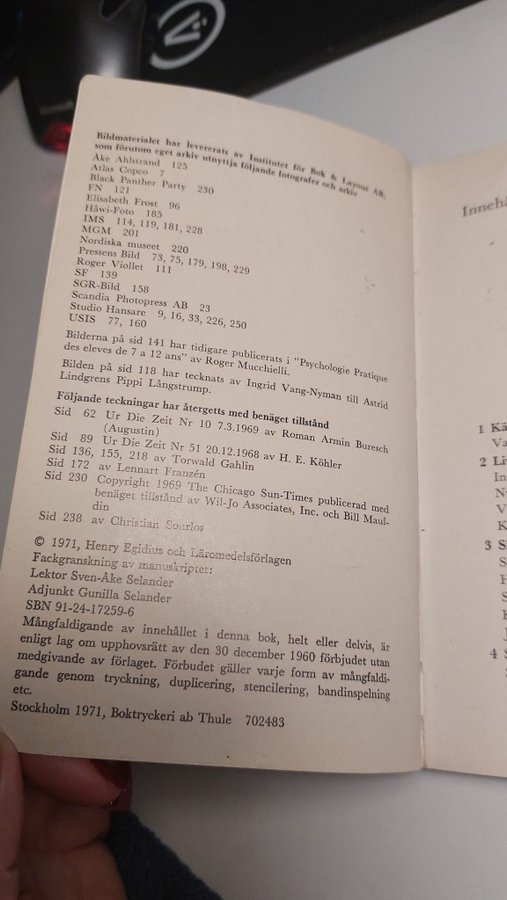 Bildmaterialet har levererats av Institutet för Bok & Layout AB,
som förutom eget arkiv utnyttja följande fotografer och arkiv
Åke Ahlstrand 125
Atlas Copco 7
Black Panther Party 230
FN 121
Elisabeth Frost 96
Håwi-Foto 185
IMS 114, 119, 181, 228
MGM 201
Nordiska museet 220
Pressens Bild 73, 75, 179, 198, 229
Roger Viollet 111
SF 139
SGR-Bild 158
Scandia Photopress AB 23
Studio Hansare 9, 16, 33, 226, 250
USIS 77, 160
Bilderna på sid 141 har tidigare publicerats i "Psychologie Pratique
des eleves de 7 a 12 ans" av Roger Mucchielli.
Bilden på sid 118 har tecknats av Ingrid Vang-Nyman till Astrid
Lindgrens Pippi Långstrump.
Följande teckningar har återgetts med benäget tillstånd
Sid 62 Ur Die Zeit Nr 10 7.3.1969 av Roman Armin Buresch
(Augustin)
Sid 89 Ur Die Zeit Nr 51 20.12.1968 av H. E. Köhler
Sid 136, 155, 218 av Torwald Gahlin
Sid 172 av Lennart Franzén
Sid 230 Copyright 1969 The Chicago Sun-Times publicerad med
benäget tillstånd av Wil-Jo Associates, Inc. och Bill Maul-
din
Sid 238 av Christian Sourlos
© 1971, Henry Egidius och Läromedelsförlagen
Fackgranskning av manuskriptet:
Lektor Sven-Åke Selander
Adjunkt Gunilla Selander
SBN 91-24-17259-6
Mångfaldigande av innehållet i denna bok, helt eller delvis, är
enligt lag om upphovsrätt av den 30 december 1960 förbjudet utan
medgivande av förlaget. Förbudet gäller varje form av mångfaldi-
gande genom tryckning, duplicering, stencilering, bandinspelning
etc.
Stockholm 1971, Boktryckeri ab Thule 702483
1
2
3
4